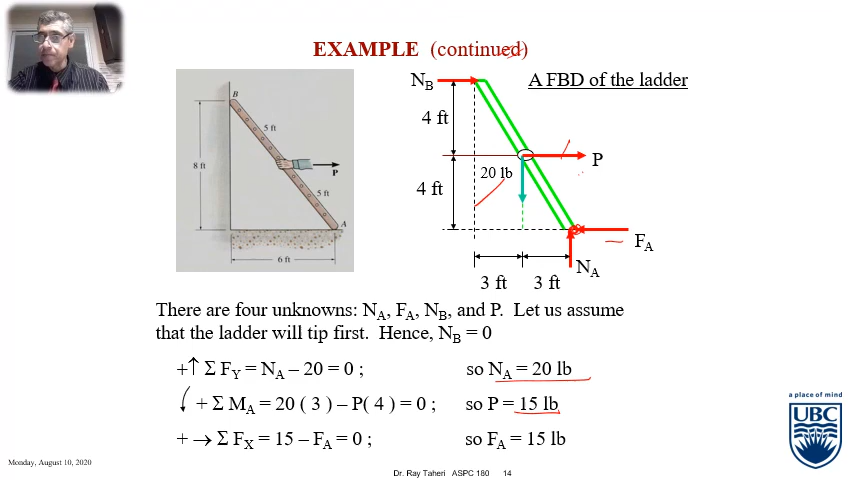 EXAMPLE (continued)
A FBD of the ladder
B
5 ft
8 ft
P
5 ft
A
6 ft
NB
4 ft
20 lb
P
4 ft
FA
NA
3 ft 3 ft
There are four unknowns: NA, FA, NB, and P. Let us assume
that the ladder will tip first. Hence, NB = 0
+↑ Σ FY = NA – 20 = 0 ; so NA = 20 lb
+ Σ MA = 20 ( 3 ) – P( 4 ) = 0 ; so P = 15 lb
+ → Σ FX = 15 – FA = 0 ; so FA = 15 lb
a place of mind
UBC
Monday, August 10, 2020
Dr. Ray Taheri ASPC 180 14